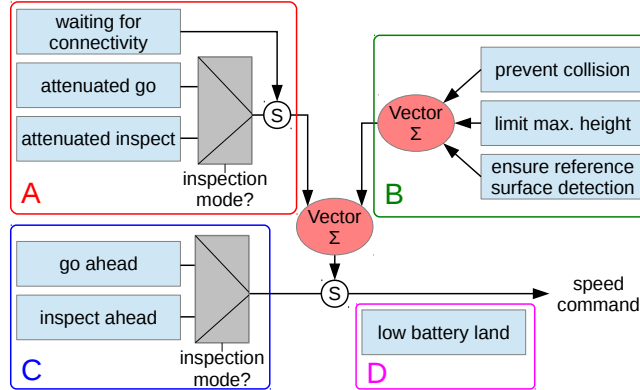 waiting for
connectivity
attenuated go
attenuated inspect
S
inspection
mode?
A
prevent collision
Vector
Σ
limit max. height
ensure reference
surface detection
B
Vector
Σ
go ahead
inspect ahead
inspection
mode?
C
S
speed
command
low battery land
D